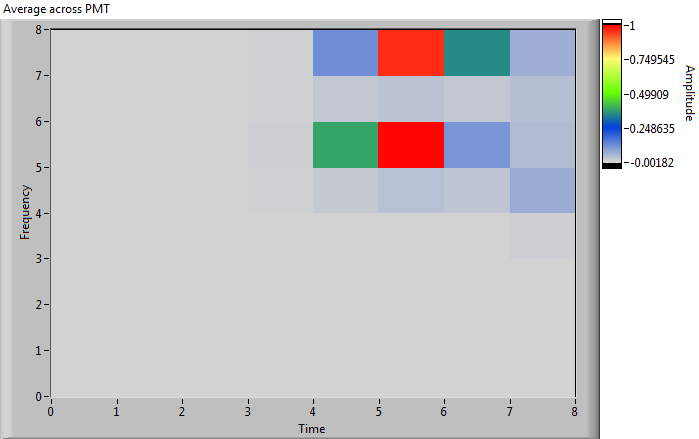 Average across PMT
8
7
6
5
4
3
2
1
0
Frequency
0 1 2 3 4 5 6 7 8
Time
1
0.749545
0.49909
0.248635
-0.00182
Amplitude